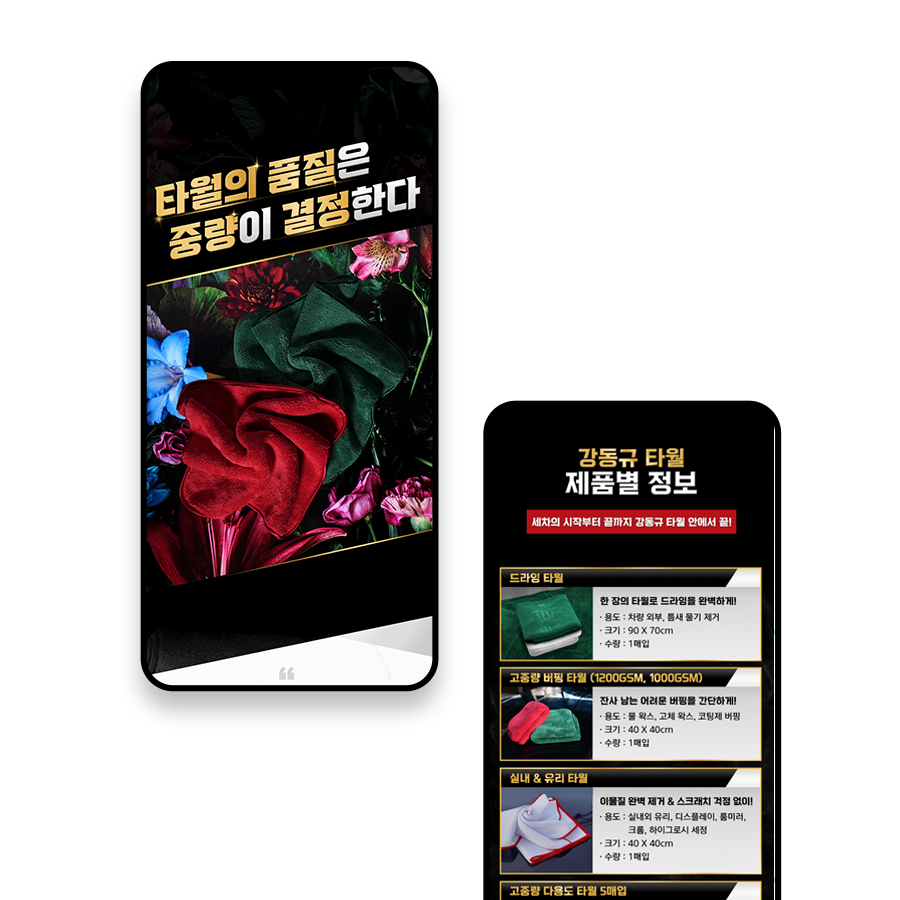 타월의 품질은
중량이 결정한다
❝
강동규 타월
제품별 정보
세차의 시작부터 끝까지 강동규 타월 안에서 끝!
드라잉 타월
한 장의 타월로 드라잉을 완벽하게!
· 용도 : 차량 외부, 틈새 물기 제거
· 크기 : 90 X 70cm
· 수량 : 1매입
고중량 버핑 타월 (1200GSM, 1000GSM)
잔사 남는 어려운 버핑을 간단하게!
· 용도 : 물 왁스, 고체 왁스, 코팅제 버핑
· 크기 : 40 X 40cm
· 수량 : 1매입
실내 & 유리 타월
이물질 완벽 제거 & 스크래치 걱정 없이!
· 용도 : 실내외 유리, 디스플레이, 룸미러,
크롬, 하이그로시 세정
· 크기 : 40 X 40cm
· 수량 : 1매입
고중량 다용도 타월 5매입